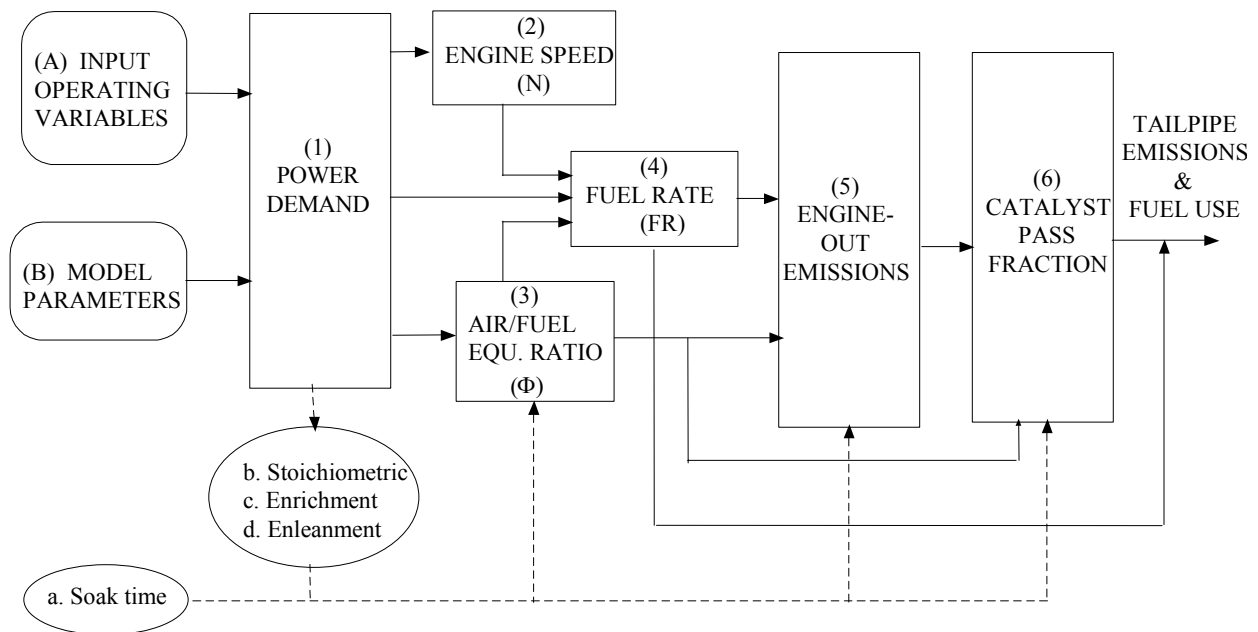 (A) INPUT
OPERATING
VARIABLES
(B) MODEL
PARAMETERS
(1)
POWER
DEMAND
(2)
ENGINE SPEED
(N)
(4)
FUEL RATE
(FR)
(3)
AIR/FUEL
EQU. RATIO
(Φ)
(5)
ENGINE-
OUT
EMISSIONS
(6)
CATALYST
PASS
FRACTION
TAILPIPE
EMISSIONS
&
FUEL USE
b. Stoichiometric
c. Enrichment
d. Enleanment
a. Soak time